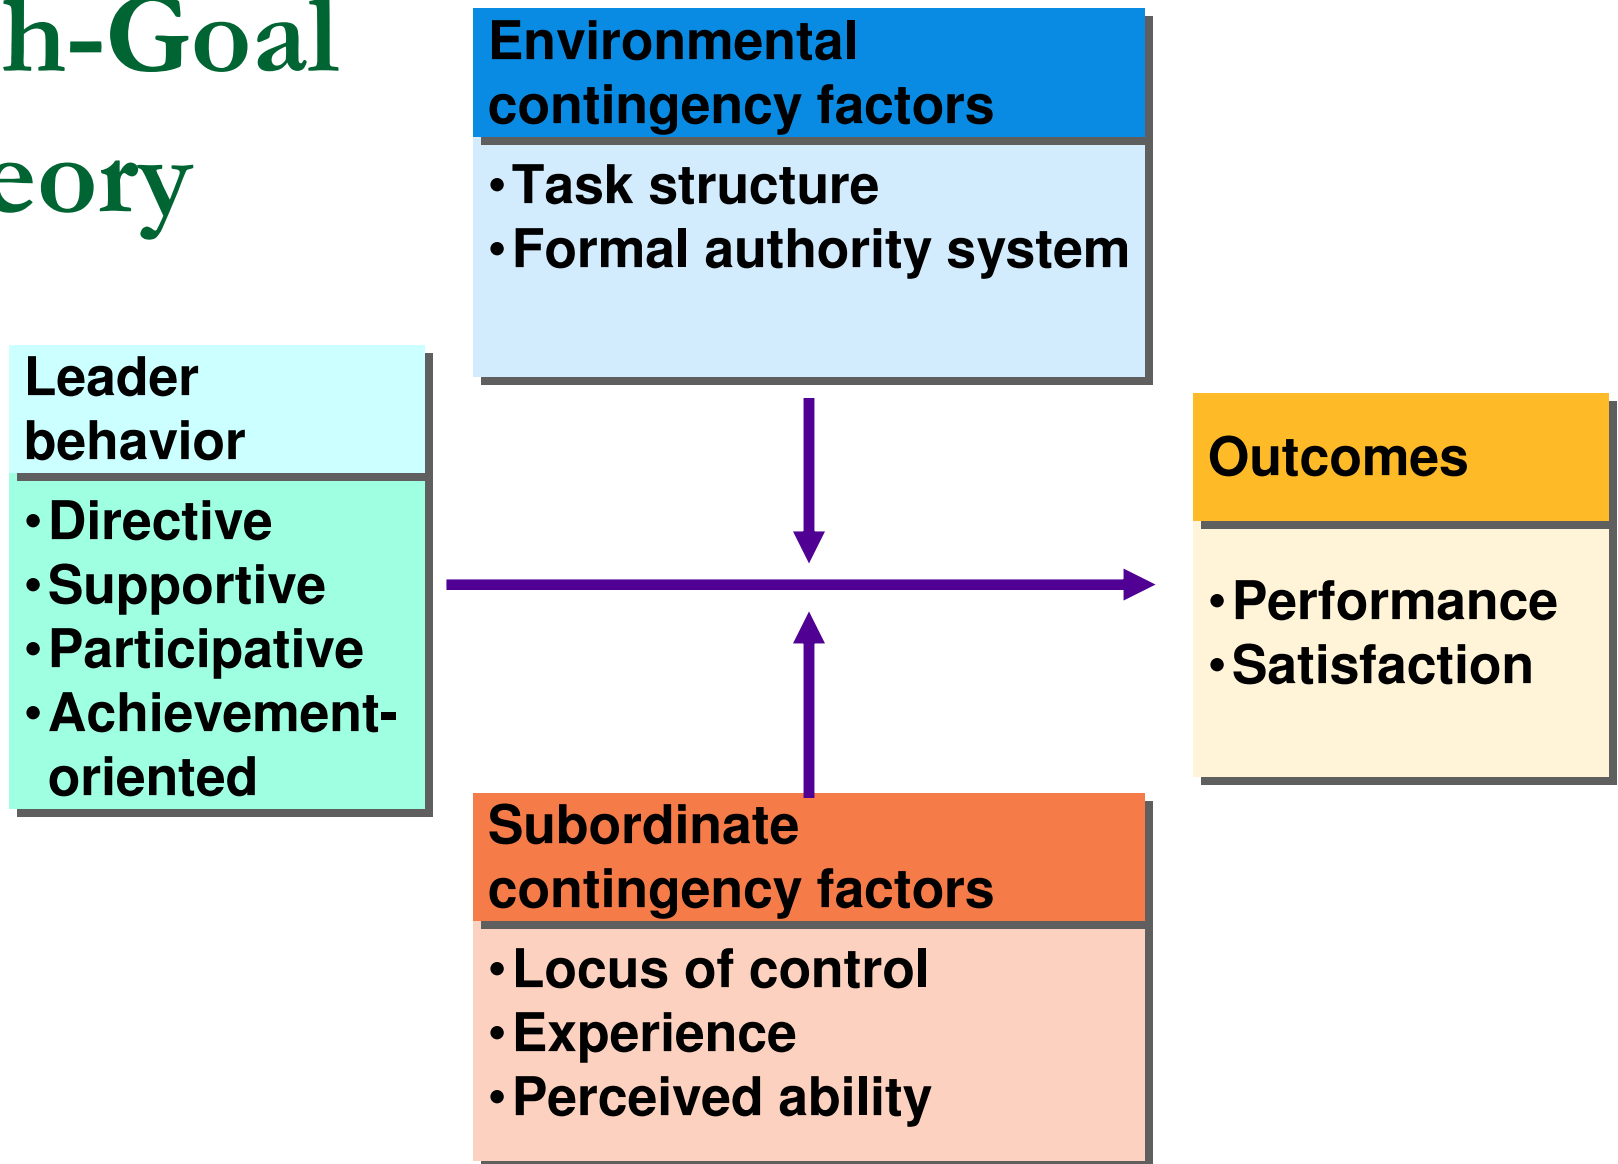 h-Goal
eory
Environmental
contingency factors
•Task structure
•Formal authority system
Leader
behavior
•Directive
•Supportive
•Participative
•Achievement-
oriented
Outcomes
•Performance
•Satisfaction
Subordinate
contingency factors
•Locus of control
•Experience
•Perceived ability